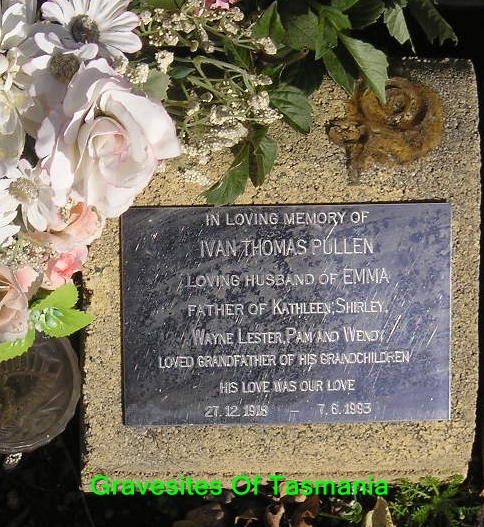 IN LOVING MEMORY OF
IVAN THOMAS PULLEN
LOVING HUSBAND OF EMMA
FATHER OF KATHLEEN, SHIRLEY,
WAYNE LESTER, PAM AND WENDY
LOVED GRANDFATHER OF HIS GRANDCHILDREN
HIS LOVE WAS OUR LOVE
27.12.1918 — 7.6.1993
Gravesites Of Tasmania